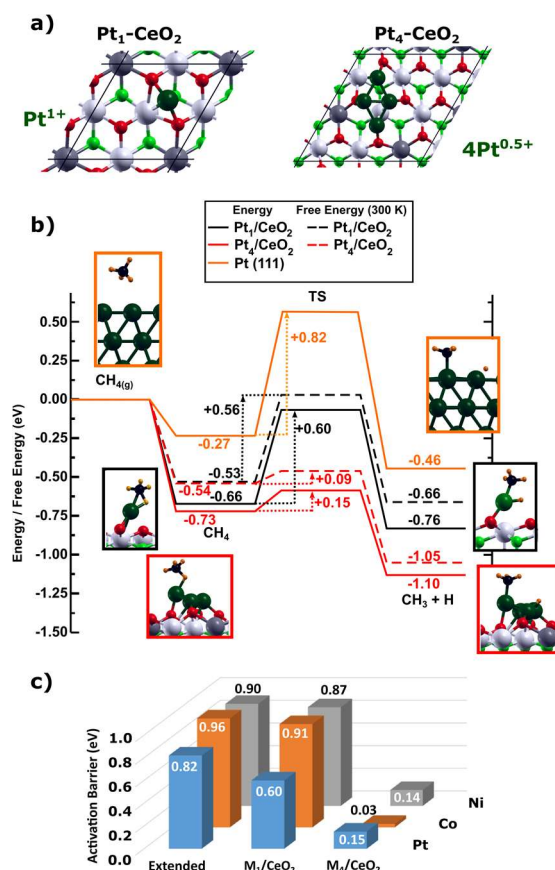 a)
Pt1-CeO2
Pt4-CeO2
Pt1+
4Pt0.5+
b)
Energy Free Energy (300 K)
Pt1/CeO2 Pt1/CeO2
Pt4/CeO2 Pt4/CeO2
Pt (111)
TS
Energy / Free Energy (eV)
0.50
0.25
0.00
-0.25
-0.50
-0.75
-1.00
-1.25
-1.50
CH4(g)
+0.82
+0.56
+0.60
-0.27
-0.46
-0.53
-0.54
-0.66
-0.73
CH4
+0.09
+0.15
-0.66
-0.76
-1.05
-1.10
CH3 + H
c)
Activation Barrier (eV)
1.0
0.8
0.6
0.4
0.2
0.0
0.90
0.87
0.96
0.91
0.82
0.60
0.14
0.03
0.15
Ni
Co
Pt
Extended M1/CeO2 M4/CeO2